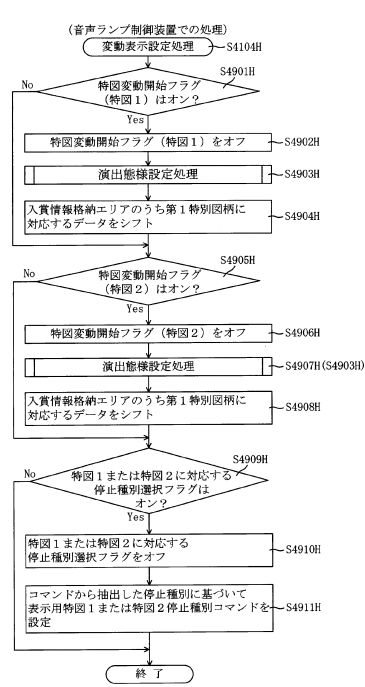 (音声ランプ制御装置での処理)
変動表示設定処理
S4104H
S4901H
No
特図変動開始フラグ
(特図1)はオン?
Yes
特図変動開始フラグ(特図1)をオフ
S4902H
演出態様設定処理
S4903H
入賞情報格納エリアのうち第1特別図柄に
対応するデータをシフト
S4904H
S4905H
No
特図変動開始フラグ
(特図2)はオン?
Yes
特図変動開始フラグ(特図2)をオフ
S4906H
演出態様設定処理
S4907H(S4903H)
入賞情報格納エリアのうち第1特別図柄に
対応するデータをシフト
S4908H
S4909H
No
特図1または特図2に対応する
停止種別選択フラグは
オン?
Yes
特図1または特図2に対応する
停止種別選択フラグをオフ
S4910H
コマンドから抽出した停止種別に基づいて
表示用特図1または特図2停止種別コマンドを
設定
S4911H
終 了